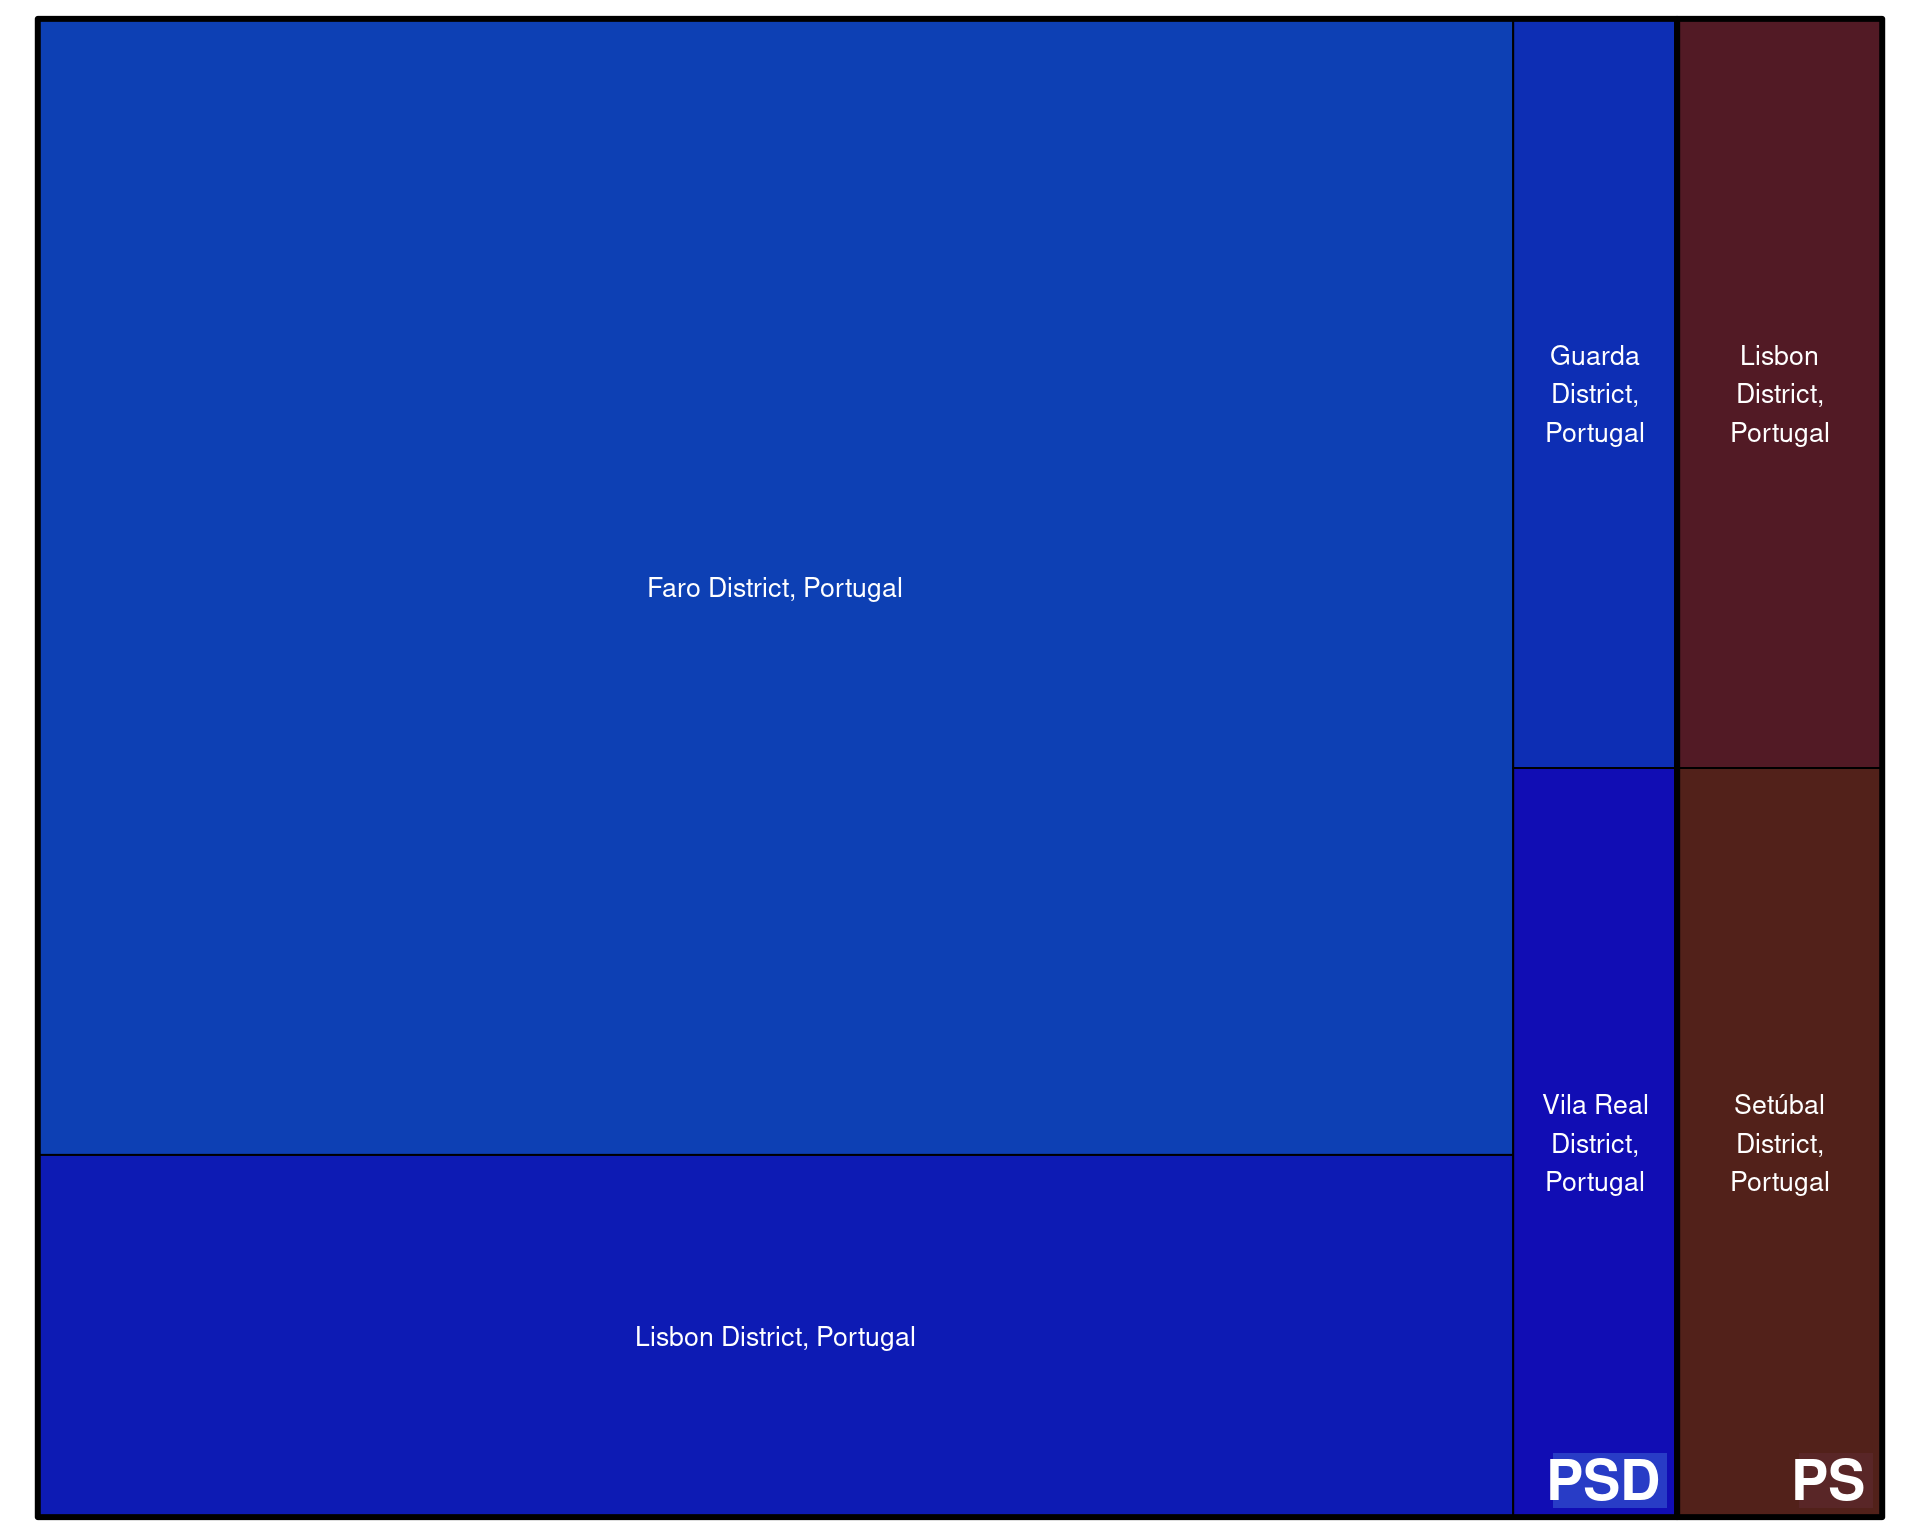 Faro District, Portugal
Lisbon District, Portugal
Guarda
District,
Portugal
Vila Real
District,
Portugal
PSD
Lisbon
District,
Portugal
Setúbal
District,
Portugal
PS